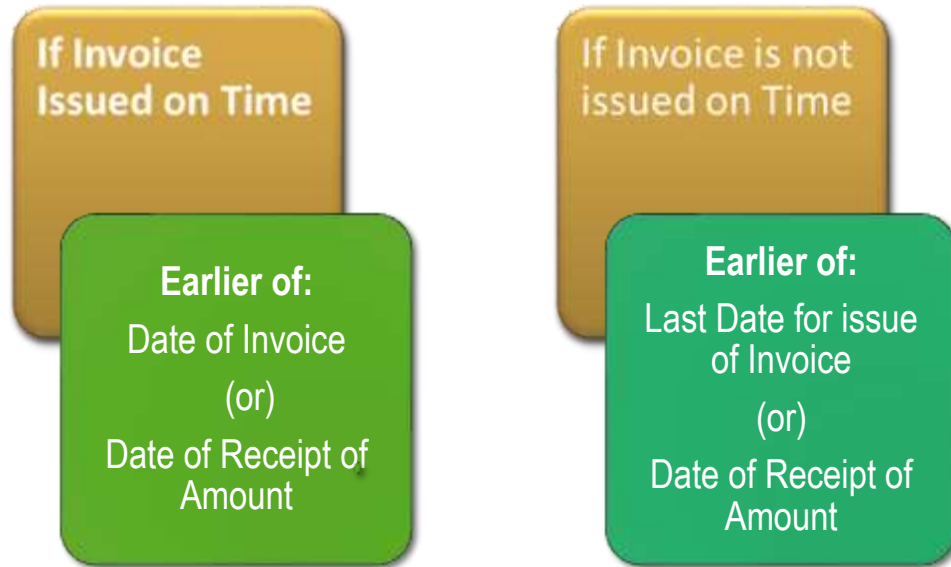 If Invoice
Issued on Time
Earlier of:
Date of Invoice
(or)
Date of Receipt of
Amount
If Invoice is not
issued on Time
Earlier of:
Last Date for issue
of Invoice
(or)
Date of Receipt of
Amount